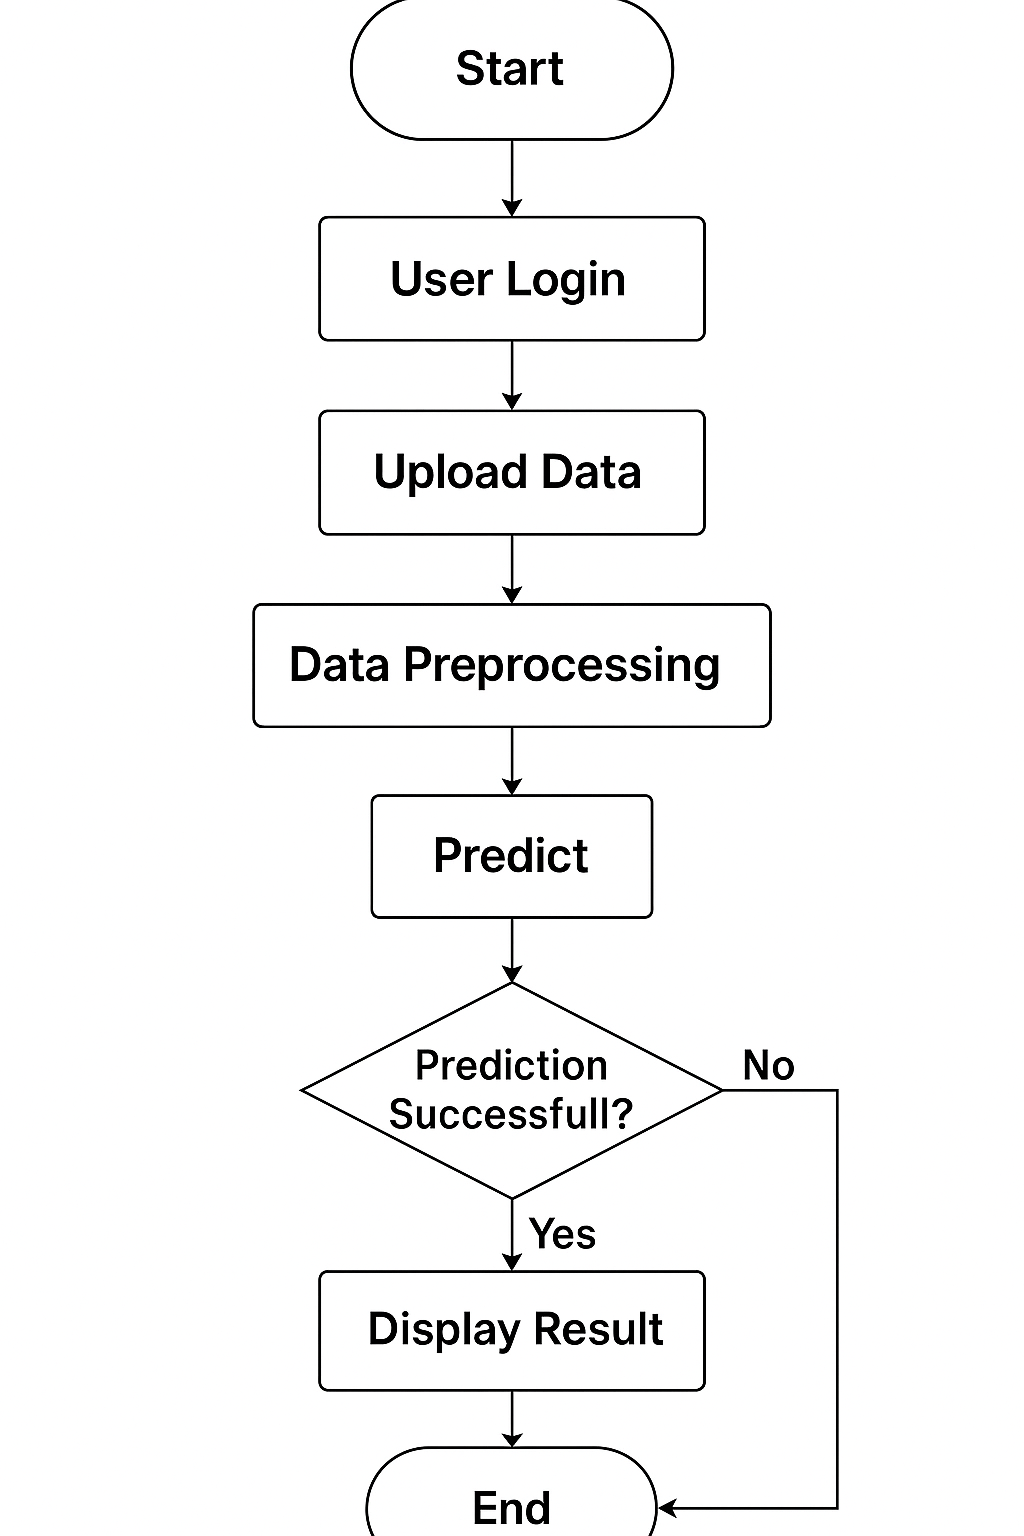 Start
User Login
Upload Data
Data Preprocessing
Predict
Prediction
Successfull?
No
Yes
Display Result
End